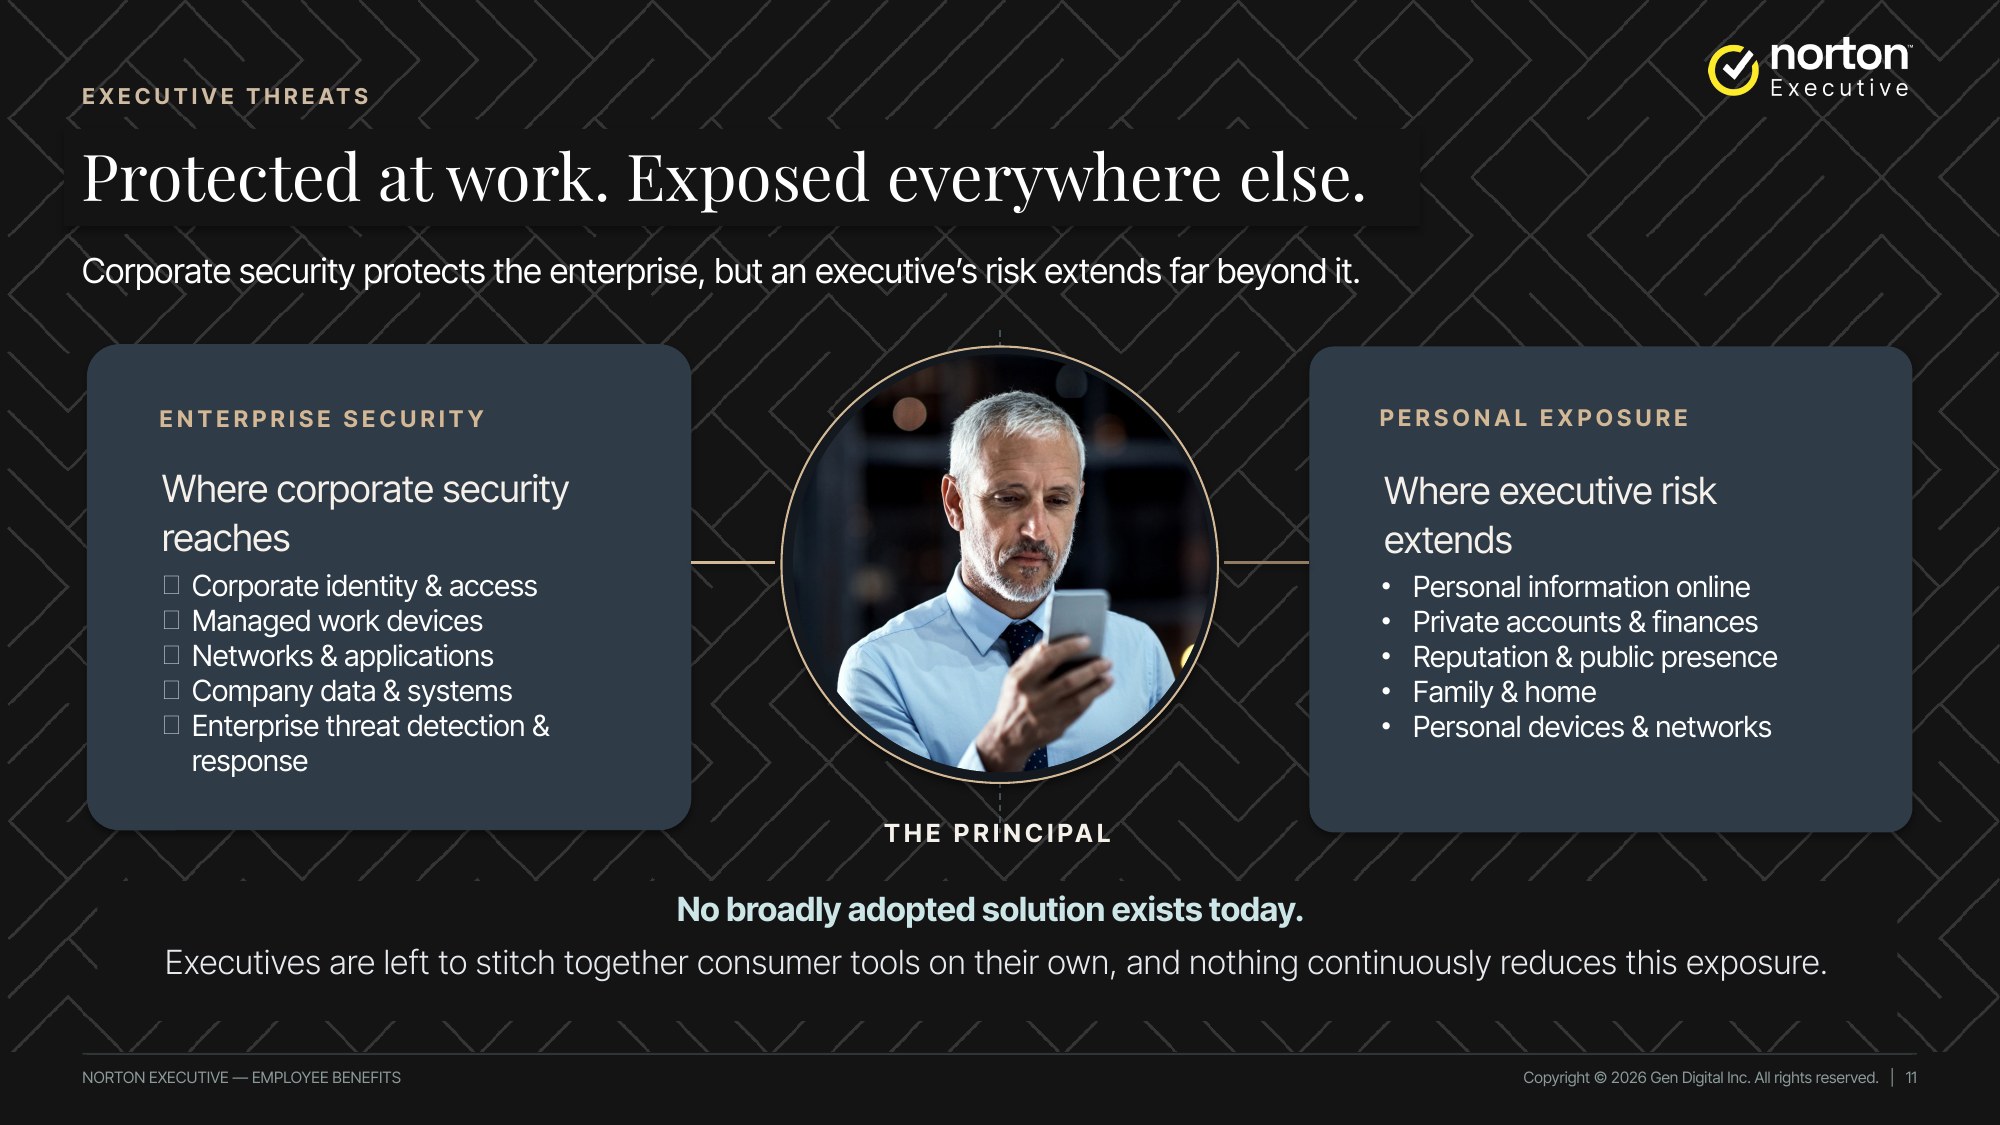 norton™
Executive
EXECUTIVE THREATS
Protected at work. Exposed everywhere else.
Corporate security protects the enterprise, but an executive’s risk extends far beyond it.
ENTERPRISE SECURITY
Where corporate security
reaches
Corporate identity & access
Managed work devices
Networks & applications
Company data & systems
Enterprise threat detection &
response
THE PRINCIPAL
PERSONAL EXPOSURE
Where executive risk
extends
• Personal information online
• Private accounts & finances
• Reputation & public presence
• Family & home
• Personal devices & networks
No broadly adopted solution exists today.
Executives are left to stitch together consumer tools on their own, and nothing continuously reduces this exposure.
NORTON EXECUTIVE — EMPLOYEE BENEFITS
Copyright © 2026 Gen Digital Inc. All rights reserved. | 11